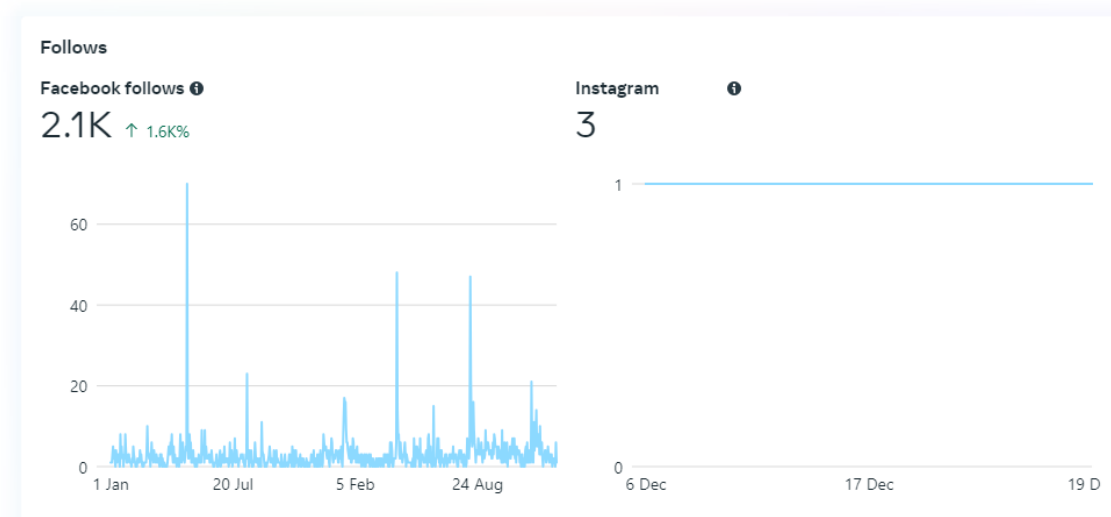 Follows
Facebook follows
2.1K ↑ 1.6K%
60
40
20
0
1 Jan 20 Jul 5 Feb 24 Aug
Instagram
3
1
0
6 Dec 17 Dec 19 D